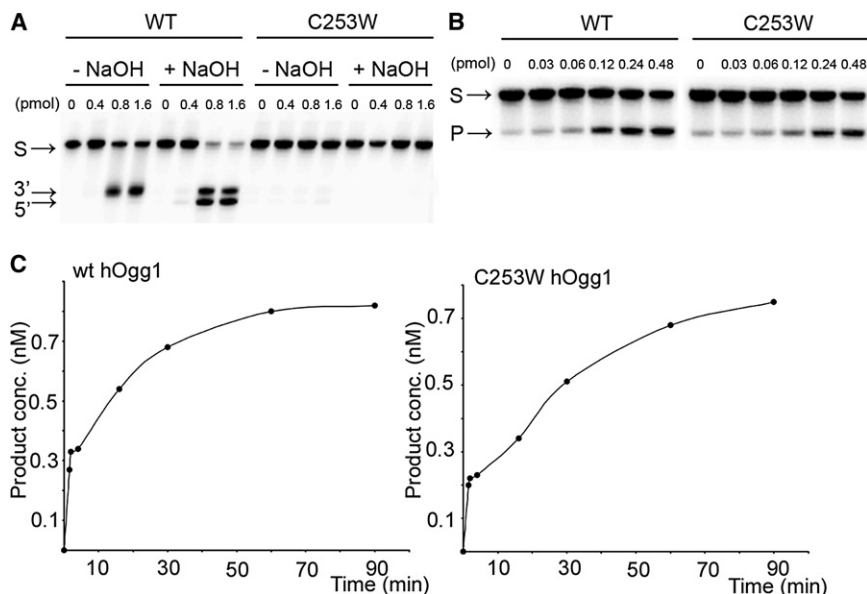 A
WT C253W
- NaOH + NaOH - NaOH + NaOH
(pmol) 0 0.4 0.8 1.6 0 0.4 0.8 1.6 0 0.4 0.8 1.6 0 0.4 0.8 1.6
S→
3'→
5'→
B
WT C253W
(pmol) 0 0.03 0.06 0.12 0.24 0.48 0 0.03 0.06 0.12 0.24 0.48
S→
P→
C
wt hOgg1
Product conc. (nM)
0.7
0.5
0.3
0.1
10 30 50 70 90
Time (min)
C253W hOgg1
Product conc. (nM)
0.7
0.5
0.3
0.1
10 30 50 70 90
Time (min)